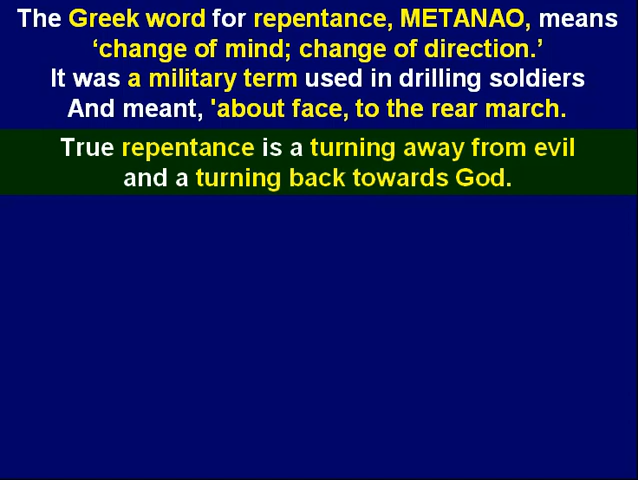 The Greek word for repentance, METANAO, means
‘change of mind; change of direction.’
It was a military term used in drilling soldiers
And meant, 'about face, to the rear march.
True repentance is a turning away from evil
and a turning back towards God.